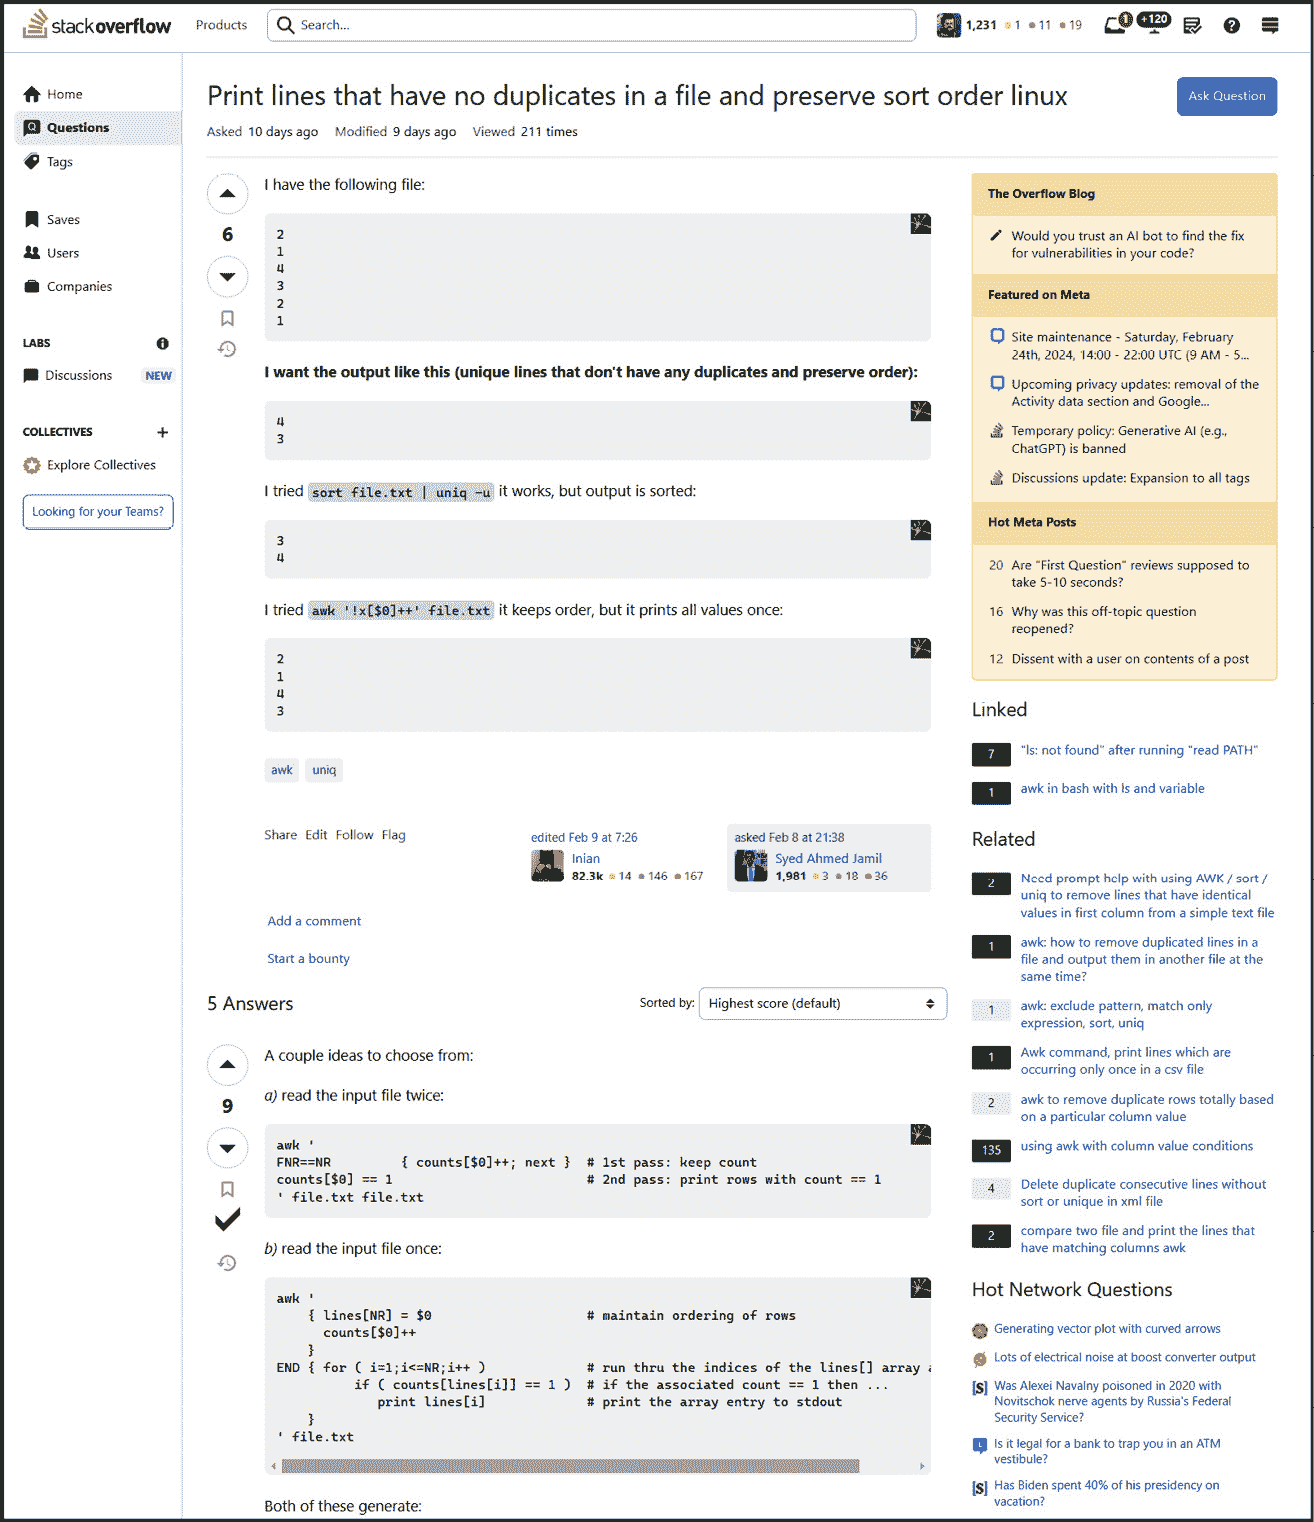 stackoverflow Products Search... 1,231 1 11 19 1 +120
Home
Questions
Tags
Saves
Users
Companies
LABS
Discussions NEW
COLLECTIVES +
Explore Collectives
Looking for your Teams?
Print lines that have no duplicates in a file and preserve sort order linux
Ask Question
Asked 10 days ago Modified 9 days ago Viewed 211 times
6
I have the following file:
2
1
4
3
2
1
I want the output like this (unique lines that don't have any duplicates and preserve order):
4
3
I tried sort file.txt | uniq -u it works, but output is sorted:
3
4
I tried awk '!x[$0]++' file.txt it keeps order, but it prints all values once:
2
1
4
3
awk uniq
Share Edit Follow Flag
edited Feb 9 at 7:26
Inian
82.3k 14 146 167
asked Feb 8 at 21:38
Syed Ahmed Jamil
1,981 3 18 36
Add a comment
Start a bounty
5 Answers
Sorted by: Highest score (default)
9
A couple ideas to choose from:
a) read the input file twice:
awk '
FNR==NR         { counts[$0]++; next }  # 1st pass: keep count
counts[$0] == 1                         # 2nd pass: print rows with count == 1
' file.txt file.txt
b) read the input file once:
awk '
    { lines[NR] = $0                    # maintain ordering of rows
      counts[$0]++
    }
END { for ( i=1;i<=NR;i++ )             # run thru the indices of the lines[] array
          if ( counts[lines[i]] == 1 )  # if the associated count == 1 then ...
             print lines[i]             # print the array entry to stdout
    }
' file.txt
Both of these generate:
The Overflow Blog
Would you trust an AI bot to find the fix
for vulnerabilities in your code?
Featured on Meta
Site maintenance - Saturday, February
24th, 2024, 14:00 - 22:00 UTC (9 AM - 5...
Upcoming privacy updates: removal of the
Activity data section and Google...
Temporary policy: Generative AI (e.g.,
ChatGPT) is banned
Discussions update: Expansion to all tags
Hot Meta Posts
20 Are "First Question" reviews supposed to
take 5-10 seconds?
16 Why was this off-topic question
reopened?
12 Dissent with a user on contents of a post
Linked
7 "ls: not found" after running "read PATH"
1 awk in bash with ls and variable
Related
2 Need prompt help with using AWK / sort /
uniq to remove lines that have identical
values in first column from a simple text file
1 awk: how to remove duplicated lines in a
file and output them in another file at the
same time?
1 awk: exclude pattern, match only
expression, sort, uniq
1 Awk command, print lines which are
occurring only once in a csv file
2 awk to remove duplicate rows totally based
on a particular column value
135 using awk with column value conditions
4 Delete duplicate consecutive lines without
sort or unique in xml file
2 compare two file and print the lines that
have matching columns awk
Hot Network Questions
Generating vector plot with curved arrows
Lots of electrical noise at boost converter output
Was Alexei Navalny poisoned in 2020 with
Novitschok nerve agents by Russia's Federal
Security Service?
Is it legal for a bank to trap you in an ATM
vestibule?
Has Biden spent 40% of his presidency on
vacation?